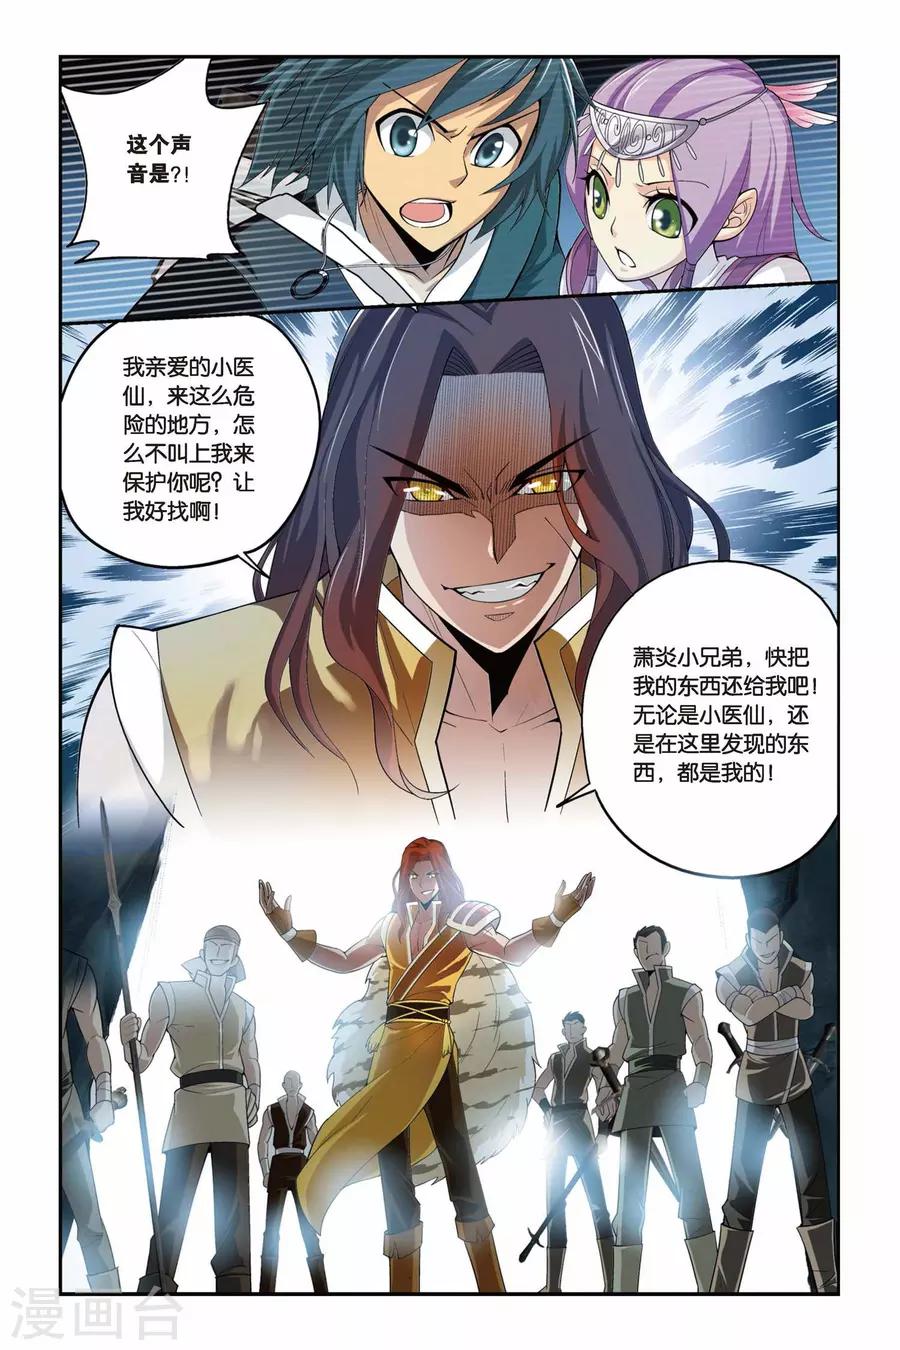 这个声
音是?!
我亲爱的小医
仙，来这么危
险的地方，怎
么不叫上我来
保护你呢？让
我好找啊！
萧炎小兄弟，快把
我的东西还给我吧！
无论是小医仙，还
是在这里发现的东
西，都是我的！
漫画台